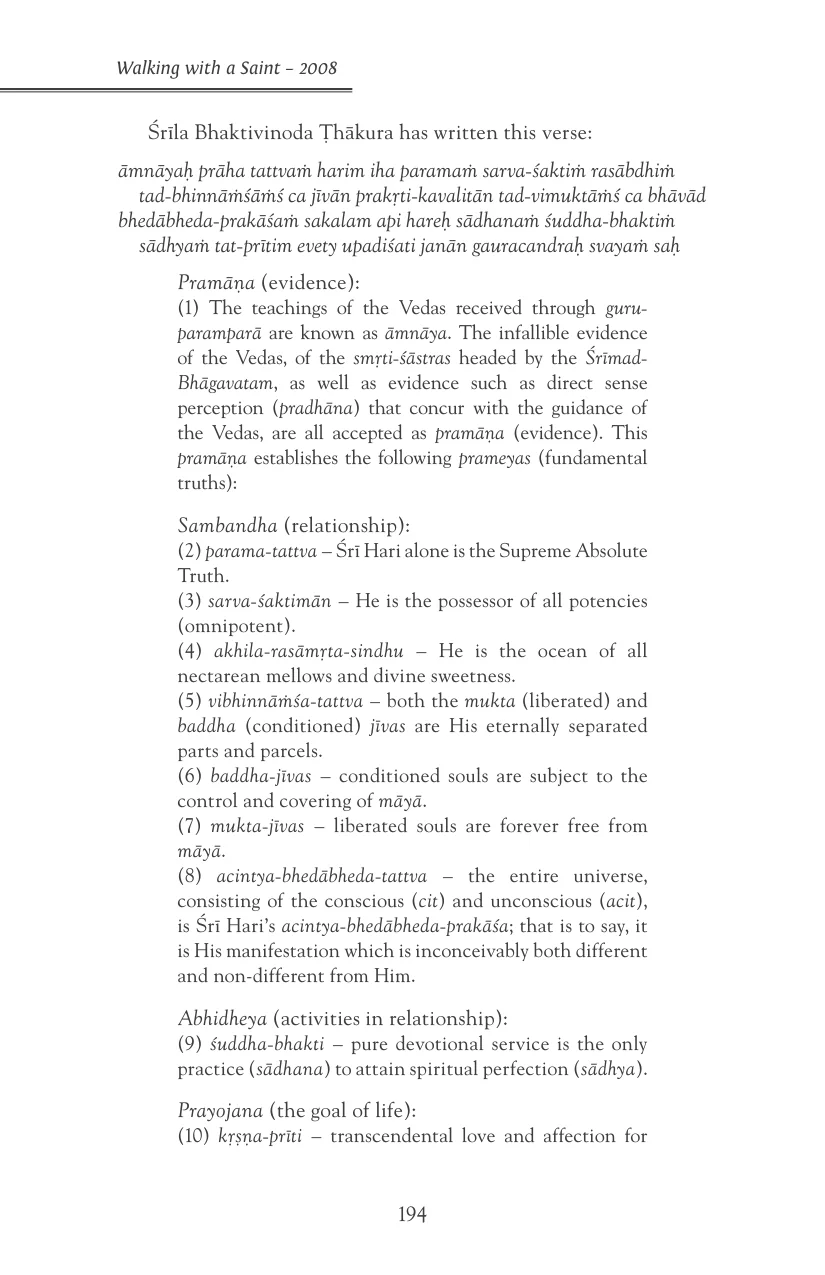 Walking with a Saint – 2008
Śrīla Bhaktivinoda Ṭhākura has written this verse:
āmnāyaḥ prāha tattvaṁ harim iha paramaṁ sarva-śaktiṁ rasābdhiṁ
tad-bhinnāṁśāṁś ca jīvān prakṛti-kavalitān tad-vimuktāṁś ca bhāvād
bhedābheda-prakāśaṁ sakalam api hareḥ sādhanaṁ śuddha-bhaktiṁ
sādhyaṁ tat-prītim evety upadiśati janān gauracandraḥ svayaṁ saḥ
Pramāṇa (evidence):
(1) The teachings of the Vedas received through guru-
paramparā are known as āmnāya. The infallible evidence
of the Vedas, of the smṛti-śāstras headed by the Śrīmad-
Bhāgavatam, as well as evidence such as direct sense
perception (pradhāna) that concur with the guidance of
the Vedas, are all accepted as pramāṇa (evidence). This
pramāṇa establishes the following prameyas (fundamental
truths):
Sambandha (relationship):
(2) parama-tattva – Śrī Hari alone is the Supreme Absolute
Truth.
(3) sarva-śaktimān – He is the possessor of all potencies
(omnipotent).
(4) akhila-rasāmṛta-sindhu – He is the ocean of all
nectarean mellows and divine sweetness.
(5) vibhinnāṁśa-tattva – both the mukta (liberated) and
baddha (conditioned) jīvas are His eternally separated
parts and parcels.
(6) baddha-jīvas – conditioned souls are subject to the
control and covering of māyā.
(7) mukta-jīvas – liberated souls are forever free from
māyā.
(8) acintya-bhedābheda-tattva – the entire universe,
consisting of the conscious (cit) and unconscious (acit),
is Śrī Hari’s acintya-bhedābheda-prakāśa; that is to say, it
is His manifestation which is inconceivably both different
and non-different from Him.
Abhidheya (activities in relationship):
(9) śuddha-bhakti – pure devotional service is the only
practice (sādhana) to attain spiritual perfection (sādhya).
Prayojana (the goal of life):
(10) kṛṣṇa-prīti – transcendental love and affection for
194